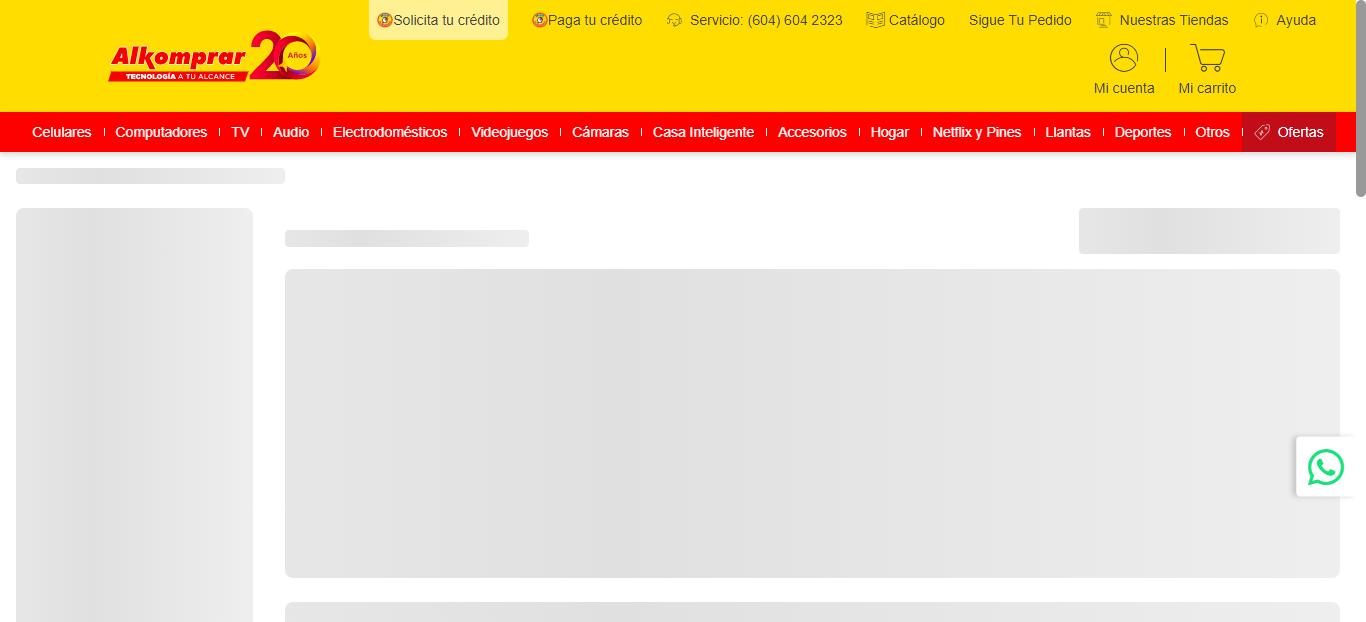 Solicita tu crédito
Paga tu crédito
Servicio: (604) 604 2323
Catálogo
Sigue Tu Pedido
Nuestras Tiendas
Ayuda
Alkomprar 20 Años
TECNOLOGÍA A TU ALCANCE
Mi cuenta
Mi carrito
Celulares
Computadores
TV
Audio
Electrodomésticos
Videojuegos
Cámaras
Casa Inteligente
Accesorios
Hogar
Netflix y Pines
Llantas
Deportes
Otros
Ofertas